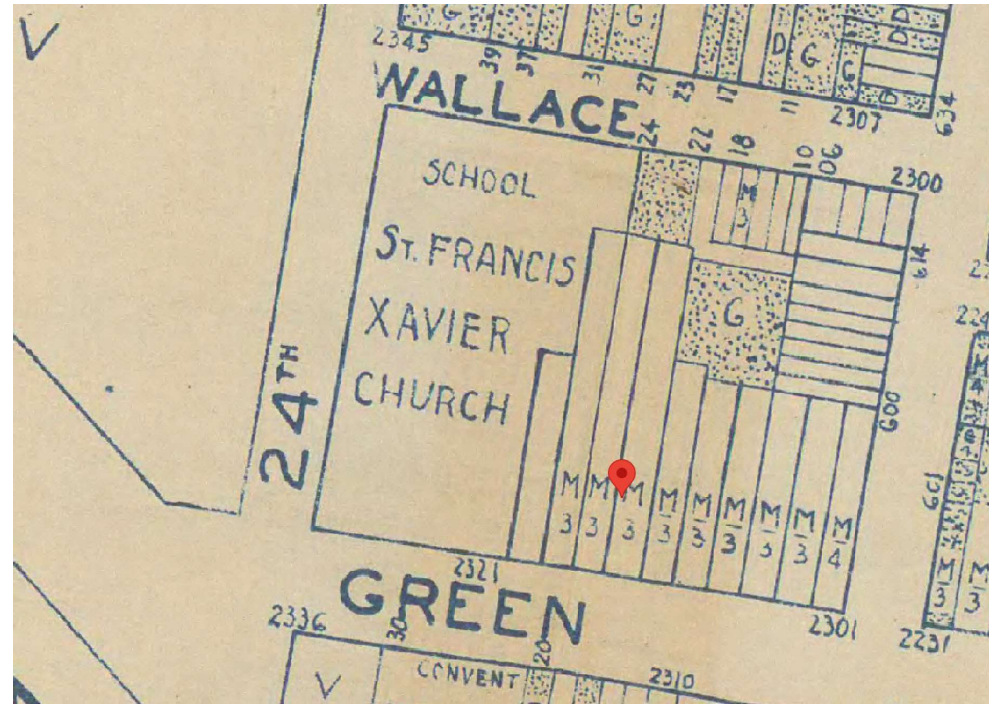 V
G
G
D
G
G
D
D
2345
39
37
31
27
23
17
11
2307
634
WALLACE
24
22
18
10
06
2300
SCHOOL
ST. FRANCIS
XAVIER
CHURCH
M
3
G
614
600
24TH
M
3
M
3
M
3
M
3
M
3
M
3
M
3
M
3
M
4
2321
2301
GREEN
601
M
3
M
3
2231
2336
30
20
CONVENT
2310
V